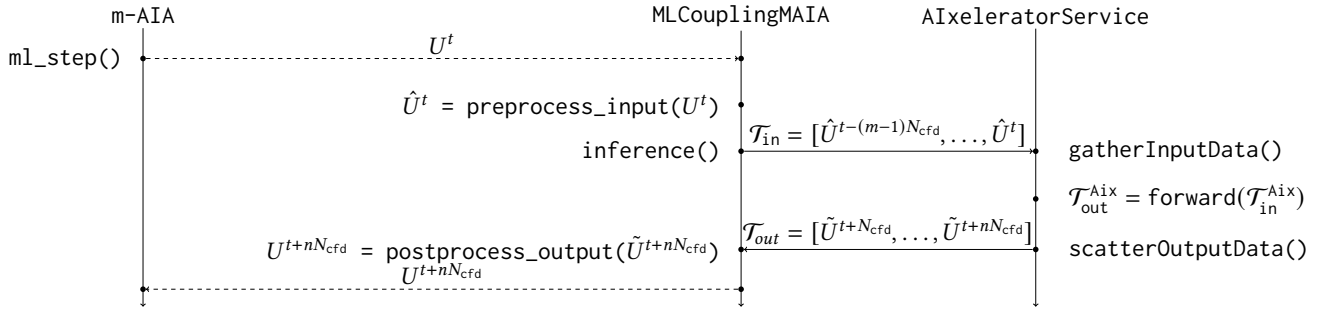 m-AIA MLCouplingMAIA AIxeleratorService
ml_step() U^t
Û^t = preprocess_input(U^t)
𝒯_in = [Û^{t−(m−1)N_cfd}, . . . , Û^t]
inference() gatherInputData()
𝒯_out^Aix = forward(𝒯_in^Aix)
𝒯_out = [Ũ^{t+N_cfd}, . . . , Ũ^{t+nN_cfd}]
U^{t+nN_cfd} = postprocess_output(Ũ^{t+nN_cfd}) scatterOutputData()
U^{t+nN_cfd}